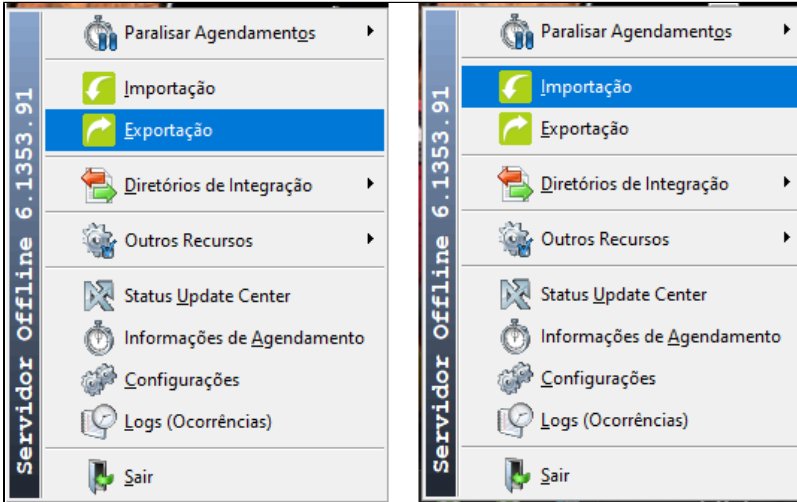 Servidor Offline 6.1353.91
Paralisar Agendamentos
Importação
Exportação
Diretórios de Integração
Outros Recursos
Status Update Center
Informações de Agendamento
Configurações
Logs (Ocorrências)
Sair
Servidor Offline 6.1353.91
Paralisar Agendamentos
Importação
Exportação
Diretórios de Integração
Outros Recursos
Status Update Center
Informações de Agendamento
Configurações
Logs (Ocorrências)
Sair